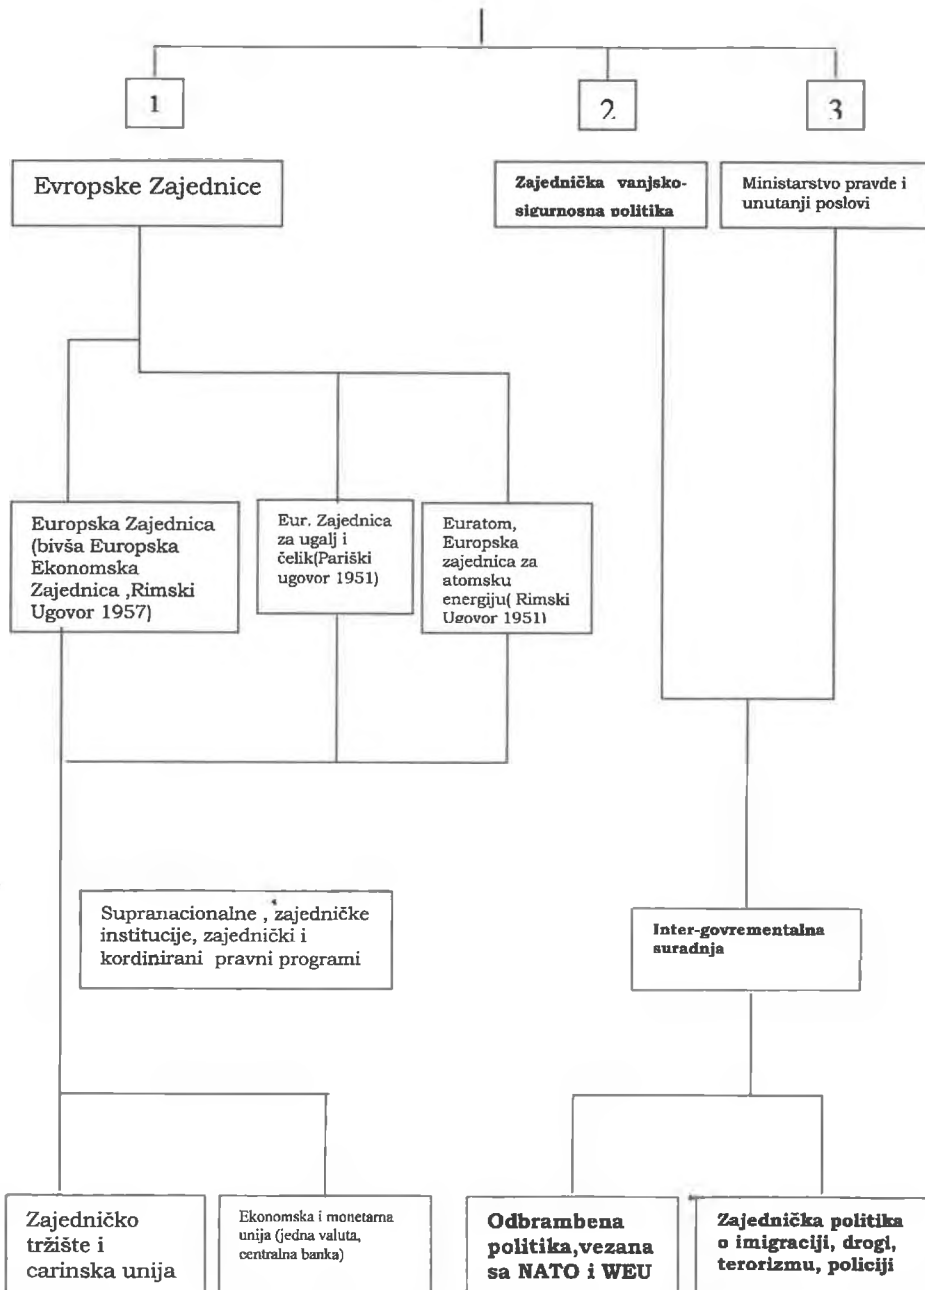 1
2
3
Evropske Zajednice
Zajednička vanjsko-
sigurnosna politika
Ministarstvo pravde i
unutanji poslovi
Europska Zajednica
(bivša Europska
Ekonomska
Zajednica ,Rimski
Ugovor 1957)
Eur. Zajednica
za ugalj i
čelik(Pariški
ugovor 1951)
Euratom,
Europska
zajednica za
atomsku
energiju( Rimski
Ugovor 1951)
Supranacionalne , zajedničke
institucije, zajednički i
kordinirani pravni programi
Inter-govrementalna
suradnja
Zajedničko
tržište i
carinska unija
Ekonomska i monetarna
unija (jedna valuta,
centralna banka)
Odbrambena
politika,vezana
sa NATO i WEU
Zajednička politika
o imigraciji, drogi,
terorizmu, policiji